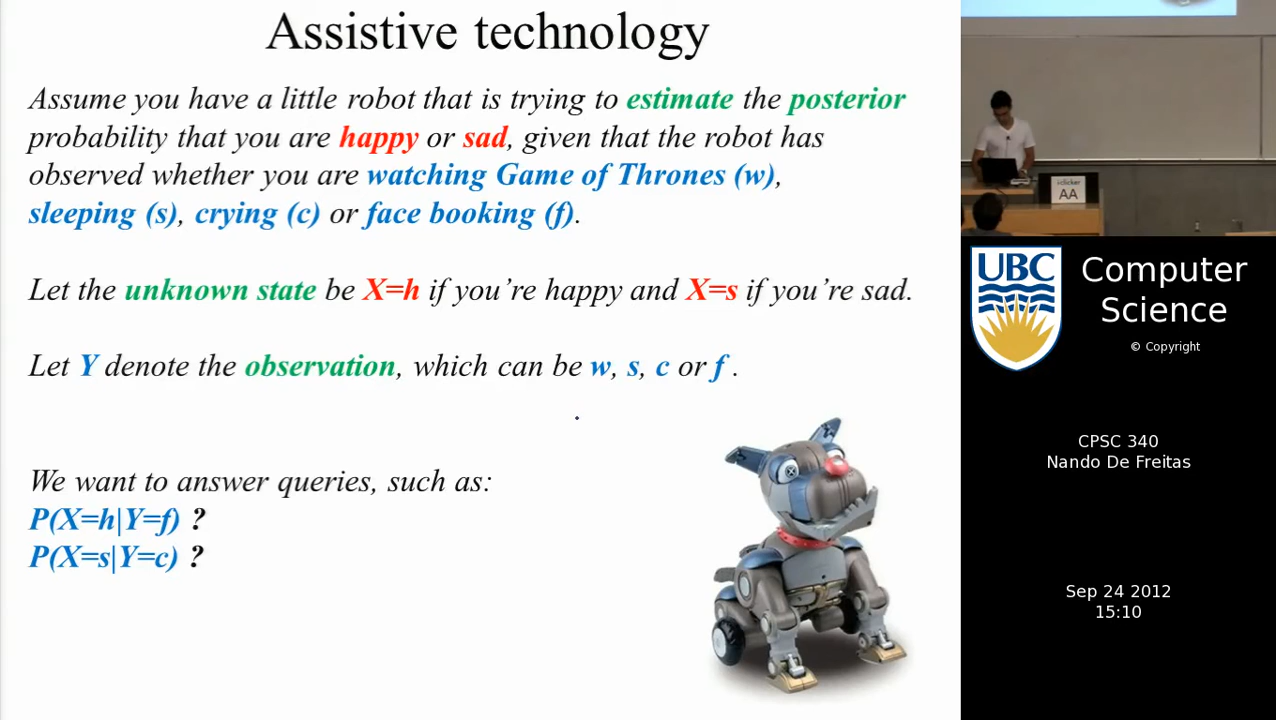 Assistive technology
Assume you have a little robot that is trying to estimate the posterior
probability that you are happy or sad, given that the robot has
observed whether you are watching Game of Thrones (w),
sleeping (s), crying (c) or face booking (f).
Let the unknown state be X=h if you’re happy and X=s if you’re sad.
Let Y denote the observation, which can be w, s, c or f .
We want to answer queries, such as:
P(X=h|Y=f) ?
P(X=s|Y=c) ?
i>clicker
AA
UBC
Computer
Science
© Copyright
CPSC 340
Nando De Freitas
Sep 24 2012
15:10